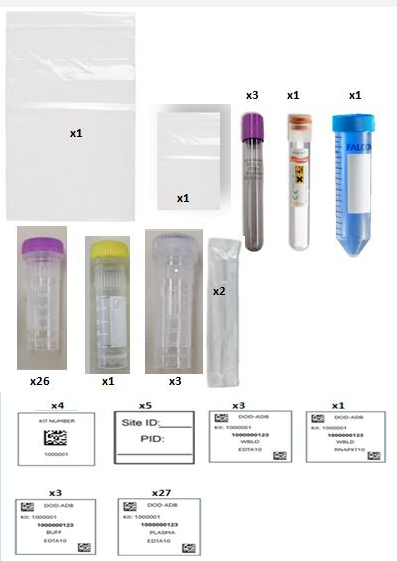 x1
x1
x3
x1
x1
FALCON
x2
x26
x1
x3
x4
x5
x3
x1
KIT NUMBER
1000001
Site ID:
PID:
DOD-ADB
Kit: 1000001
1000000123
WBLD
EDTA10
DOD-ADB
Kit: 1000001
1000000123
WBLD
RNAPXT10
x3
x27
DOD-ADB
Kit: 1000001
1000000123
BUFF
EDTA10
DOD-ADB
Kit: 1000001
1000000123
PLASMA
EDTA10